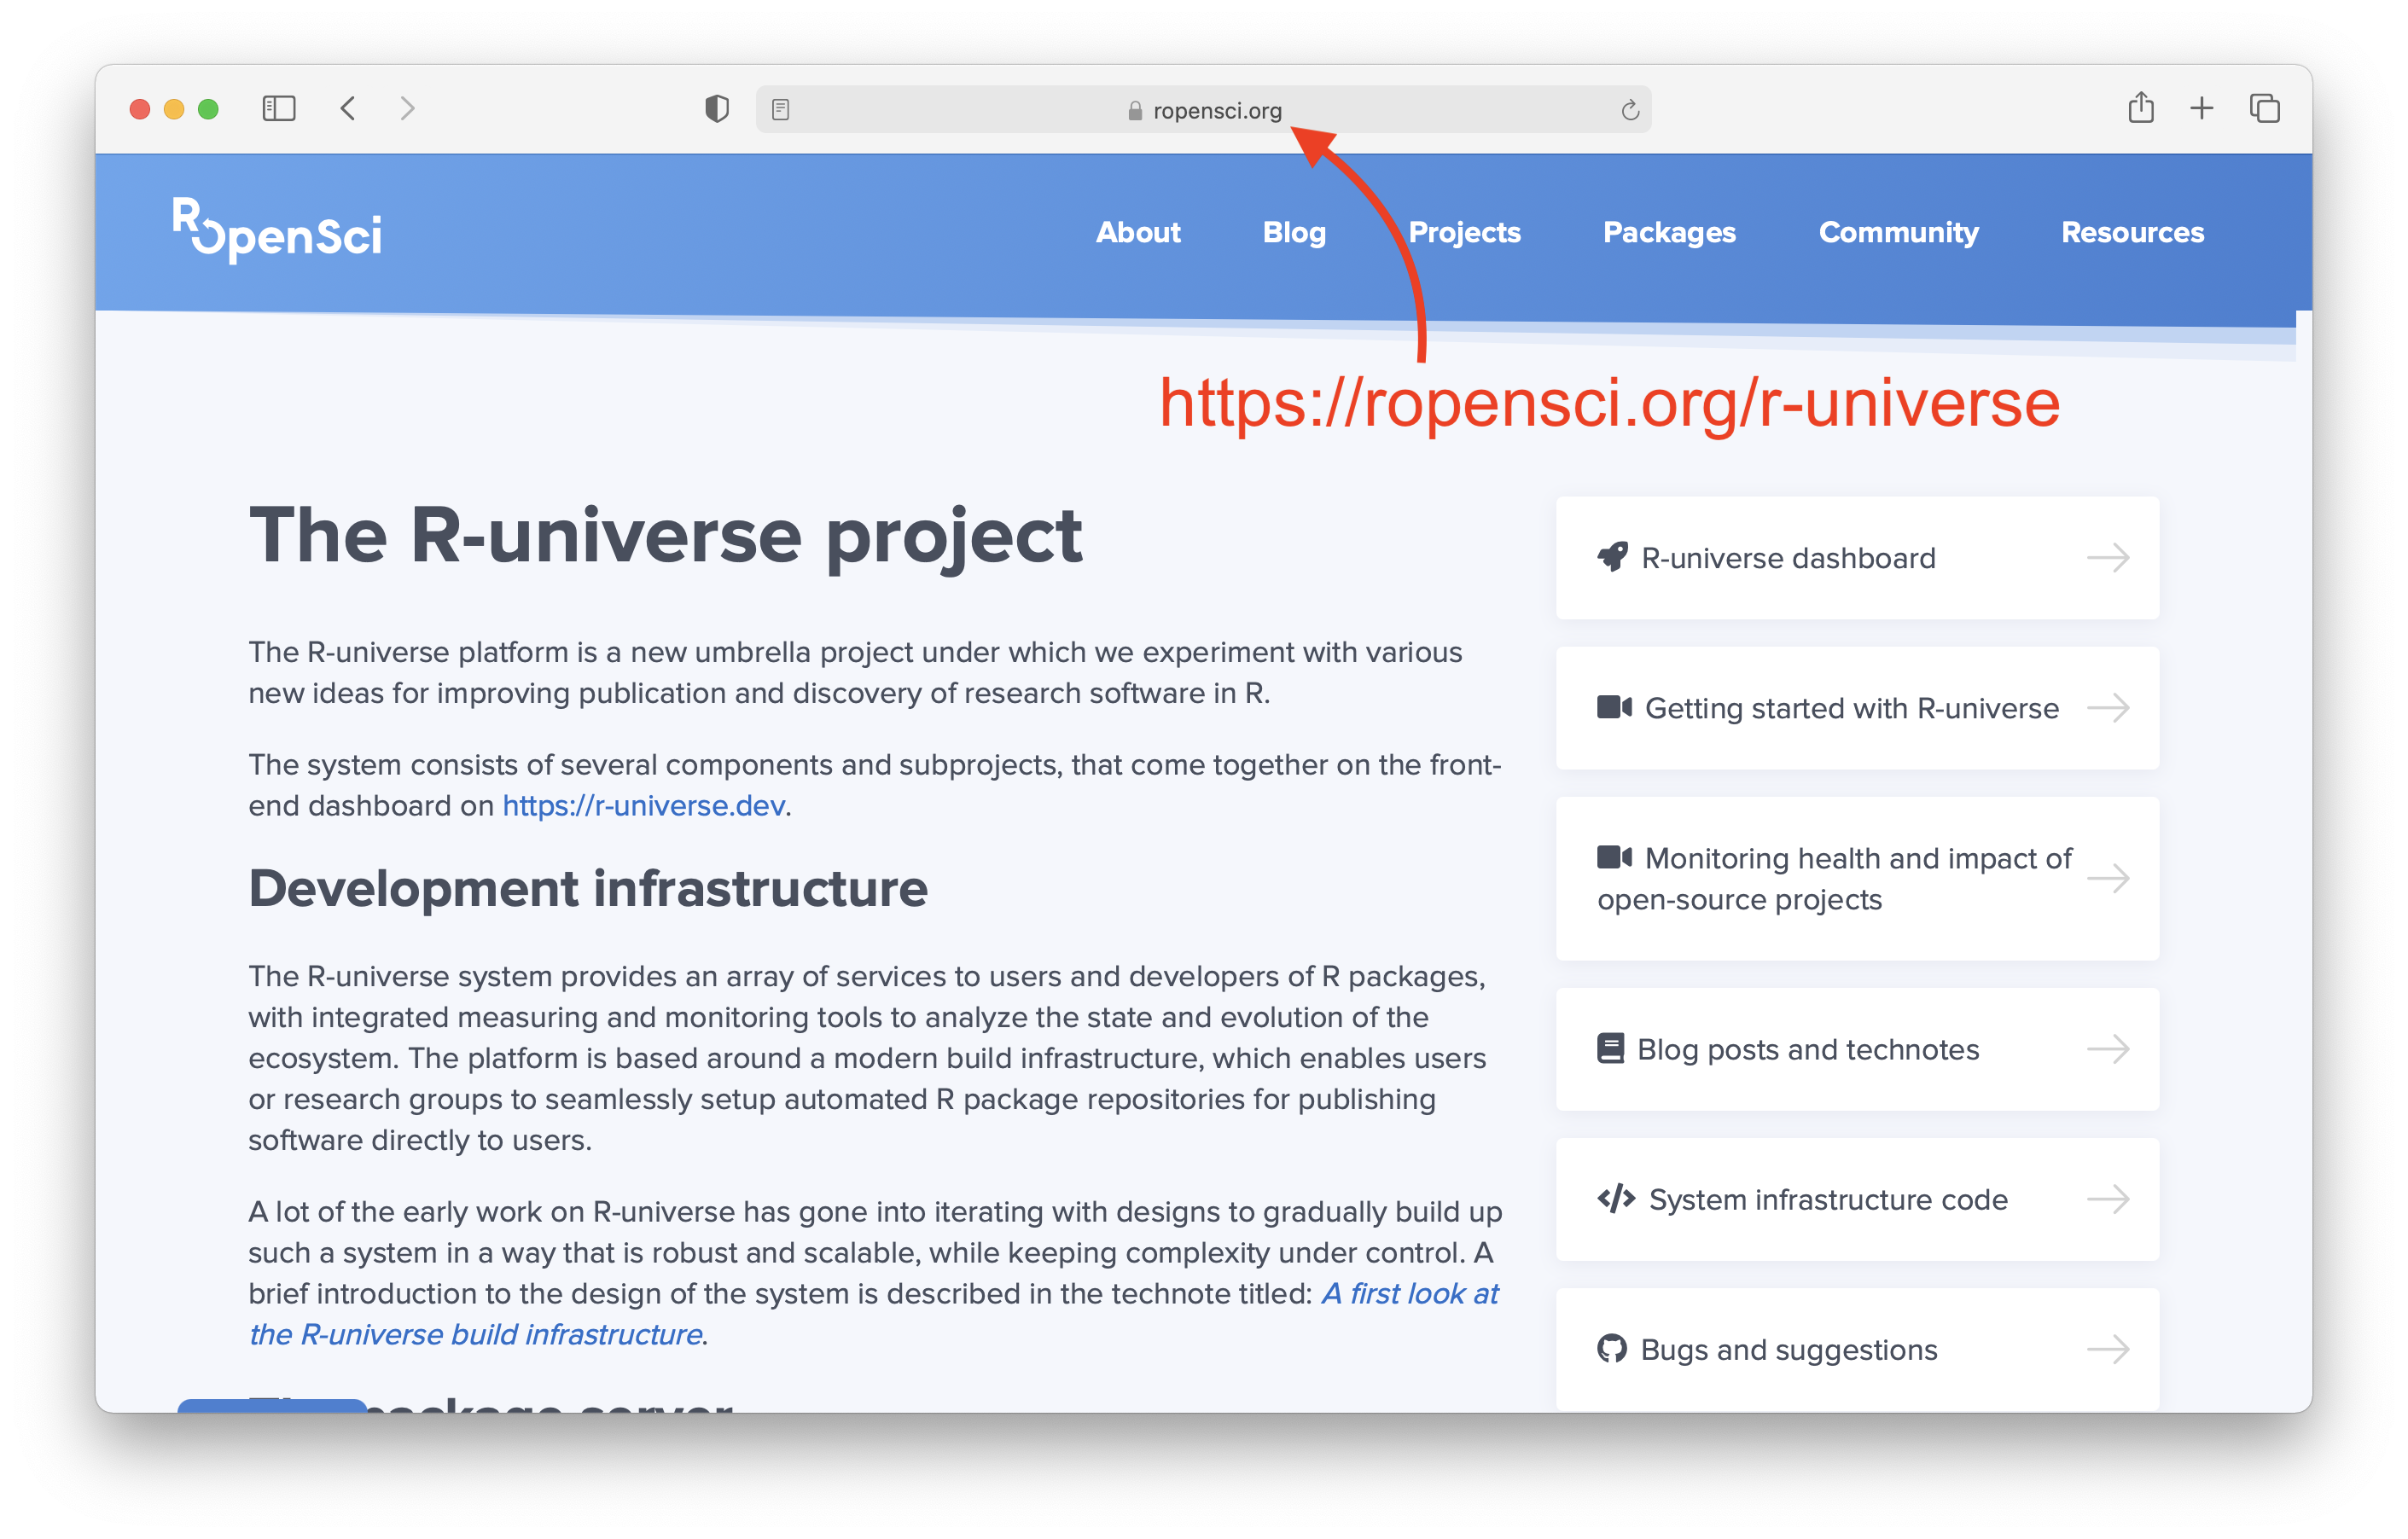 ropensci.org
ROpenSci
About
Blog
Projects
Packages
Community
Resources
https://ropensci.org/r-universe
The R-universe project
The R-universe platform is a new umbrella project under which we experiment with various
new ideas for improving publication and discovery of research software in R.
The system consists of several components and subprojects, that come together on the front-
end dashboard on https://r-universe.dev.
Development infrastructure
The R-universe system provides an array of services to users and developers of R packages,
with integrated measuring and monitoring tools to analyze the state and evolution of the
ecosystem. The platform is based around a modern build infrastructure, which enables users
or research groups to seamlessly setup automated R package repositories for publishing
software directly to users.
A lot of the early work on R-universe has gone into iterating with designs to gradually build up
such a system in a way that is robust and scalable, while keeping complexity under control. A
brief introduction to the design of the system is described in the technote titled: A first look at
the R-universe build infrastructure.
package server
R-universe dashboard
Getting started with R-universe
Monitoring health and impact of
open-source projects
Blog posts and technotes
System infrastructure code
Bugs and suggestions